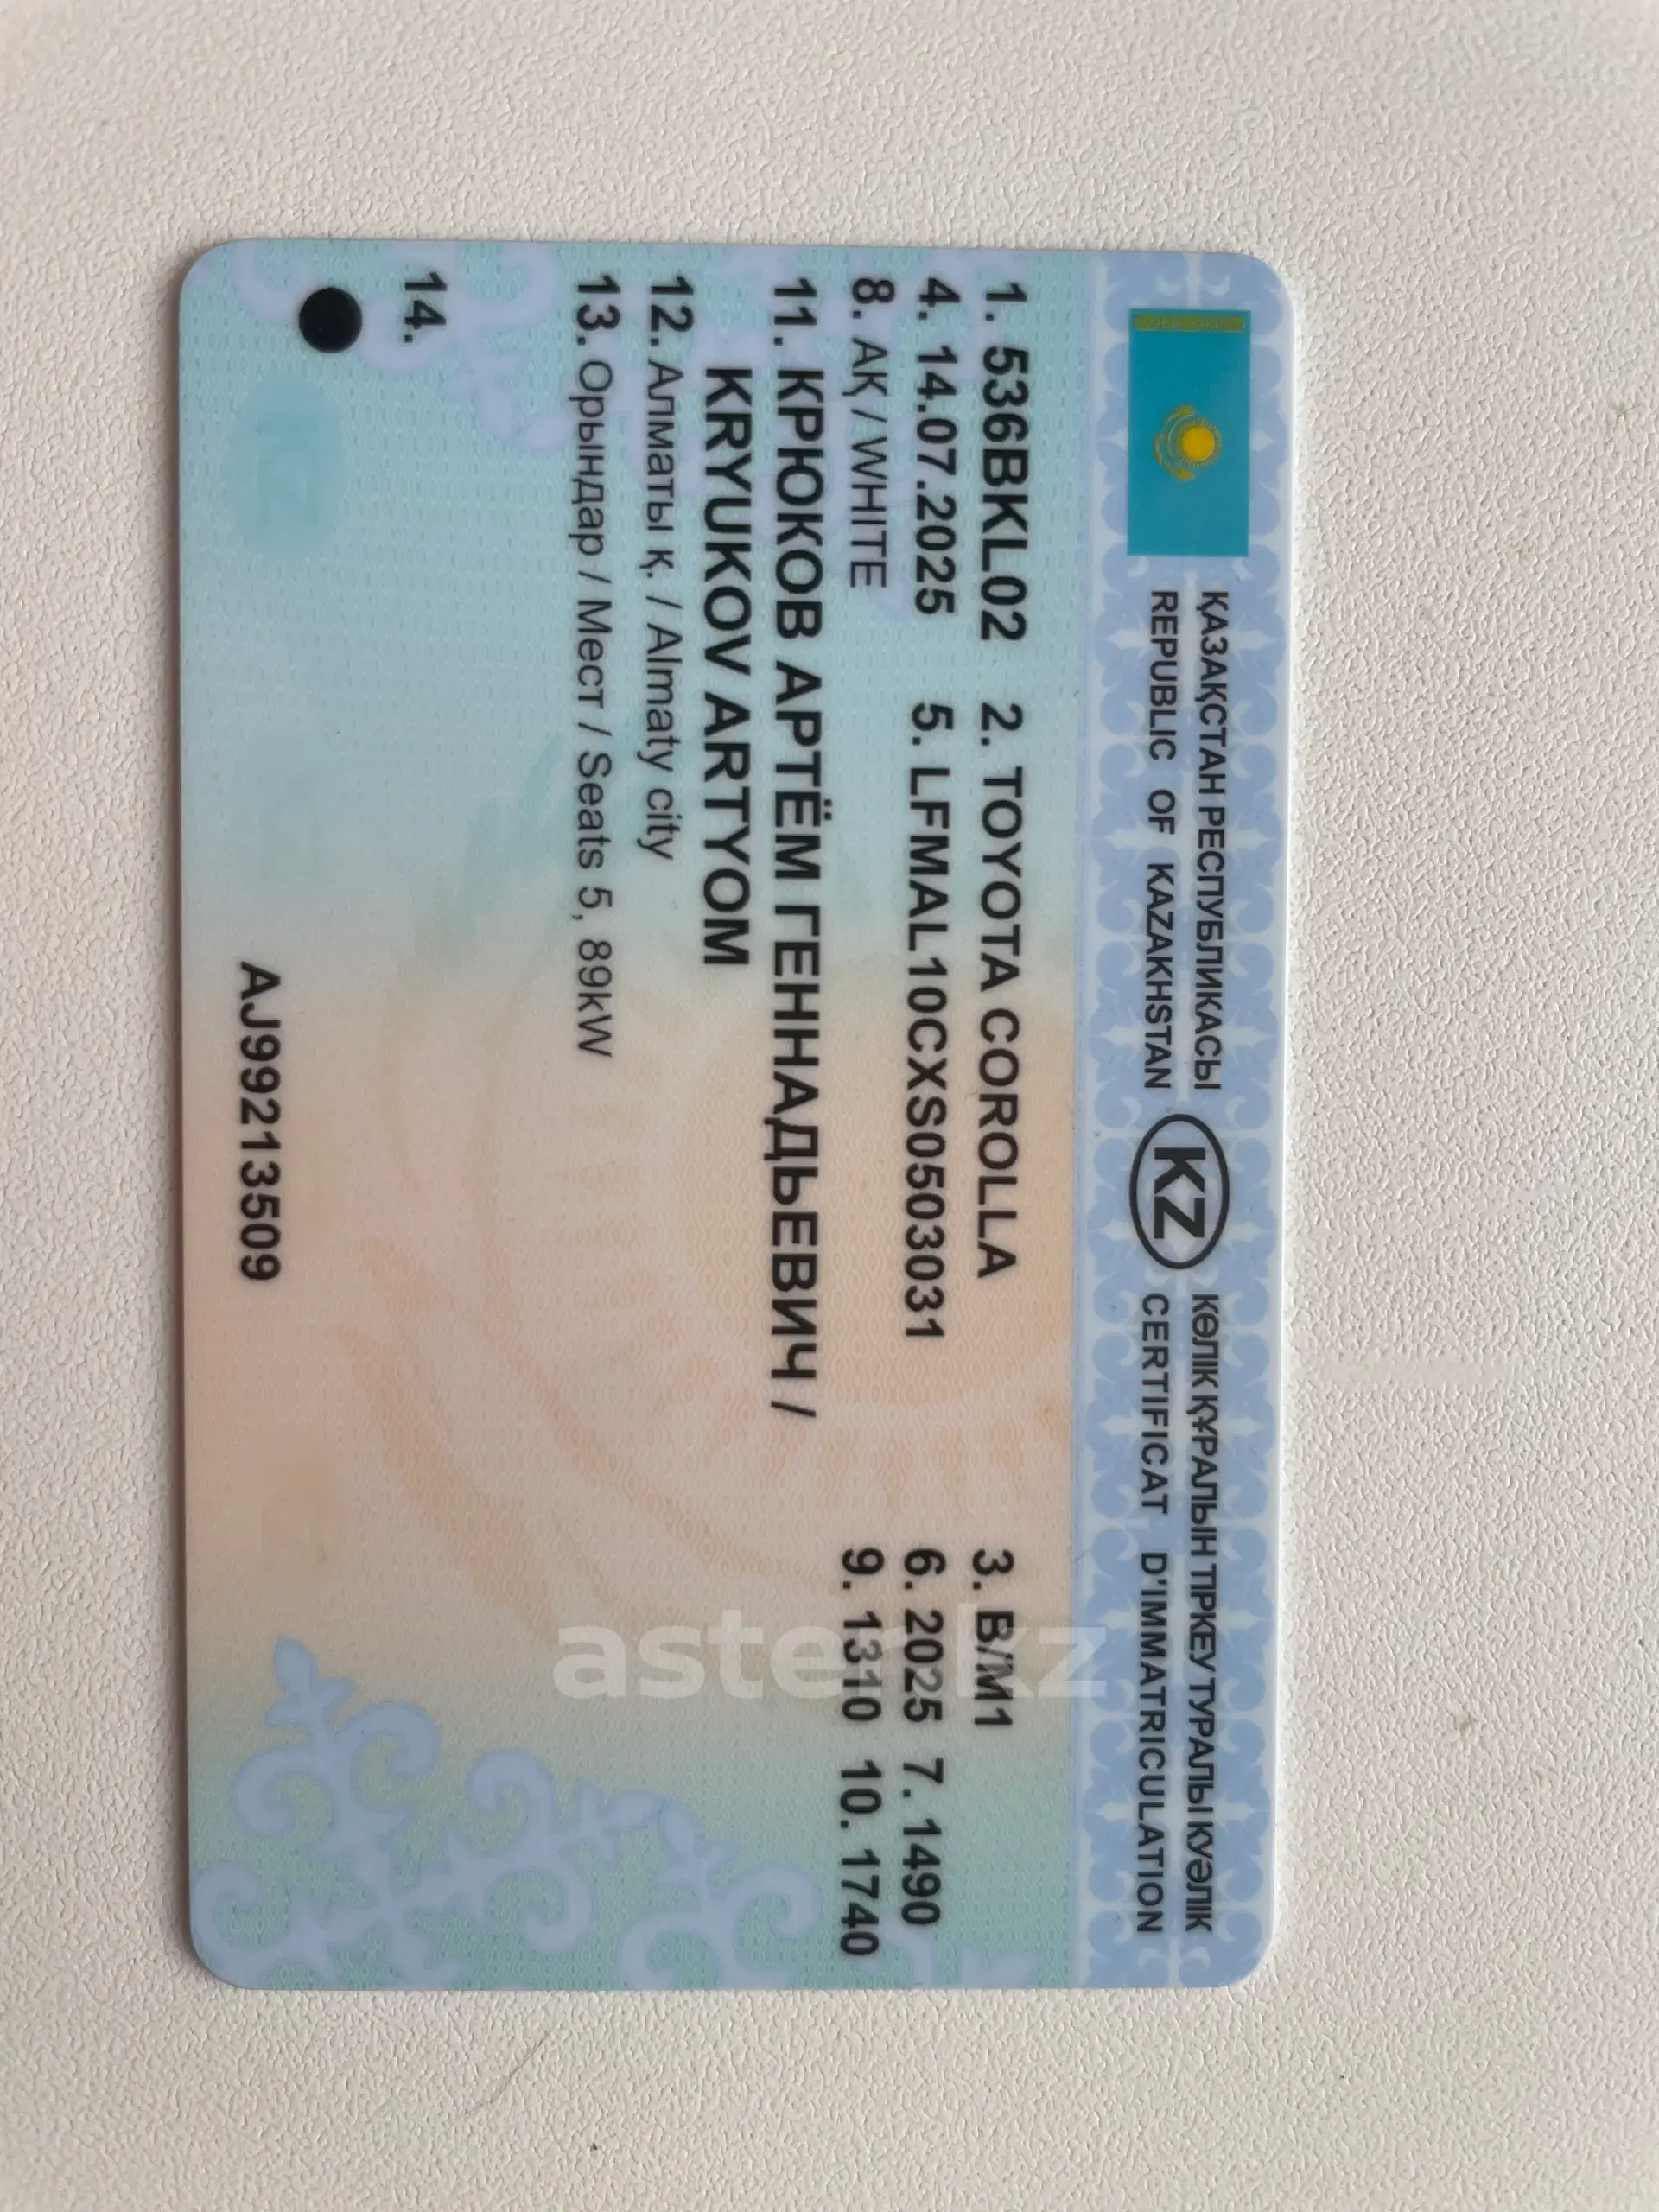 ҚАЗАҚСТАН РЕСПУБЛИКАСЫ
REPUBLIC OF KAZAKHSTAN
KZ
КӨЛІК ҚҰРАЛЫН ТІРКЕУ ТУРАЛЫ КУӘЛІК
CERTIFICAT D'IMMATRICULATION
1. 536BKL02 2. TOYOTA COROLLA 3. B/M1
4. 14.07.2025 5. LFMAL10CXS0503031 6. 2025 7. 1490
8. АҚ / WHITE 9. 1310 10. 1740
11. КРЮКОВ АРТЁМ ГЕННАДЬЕВИЧ /
KRYUKOV ARTYOM
12. Алматы қ. / Almaty city
13. Орындар / Мест / Seats 5, 89kW
14.
AJ99213509
aster.kz